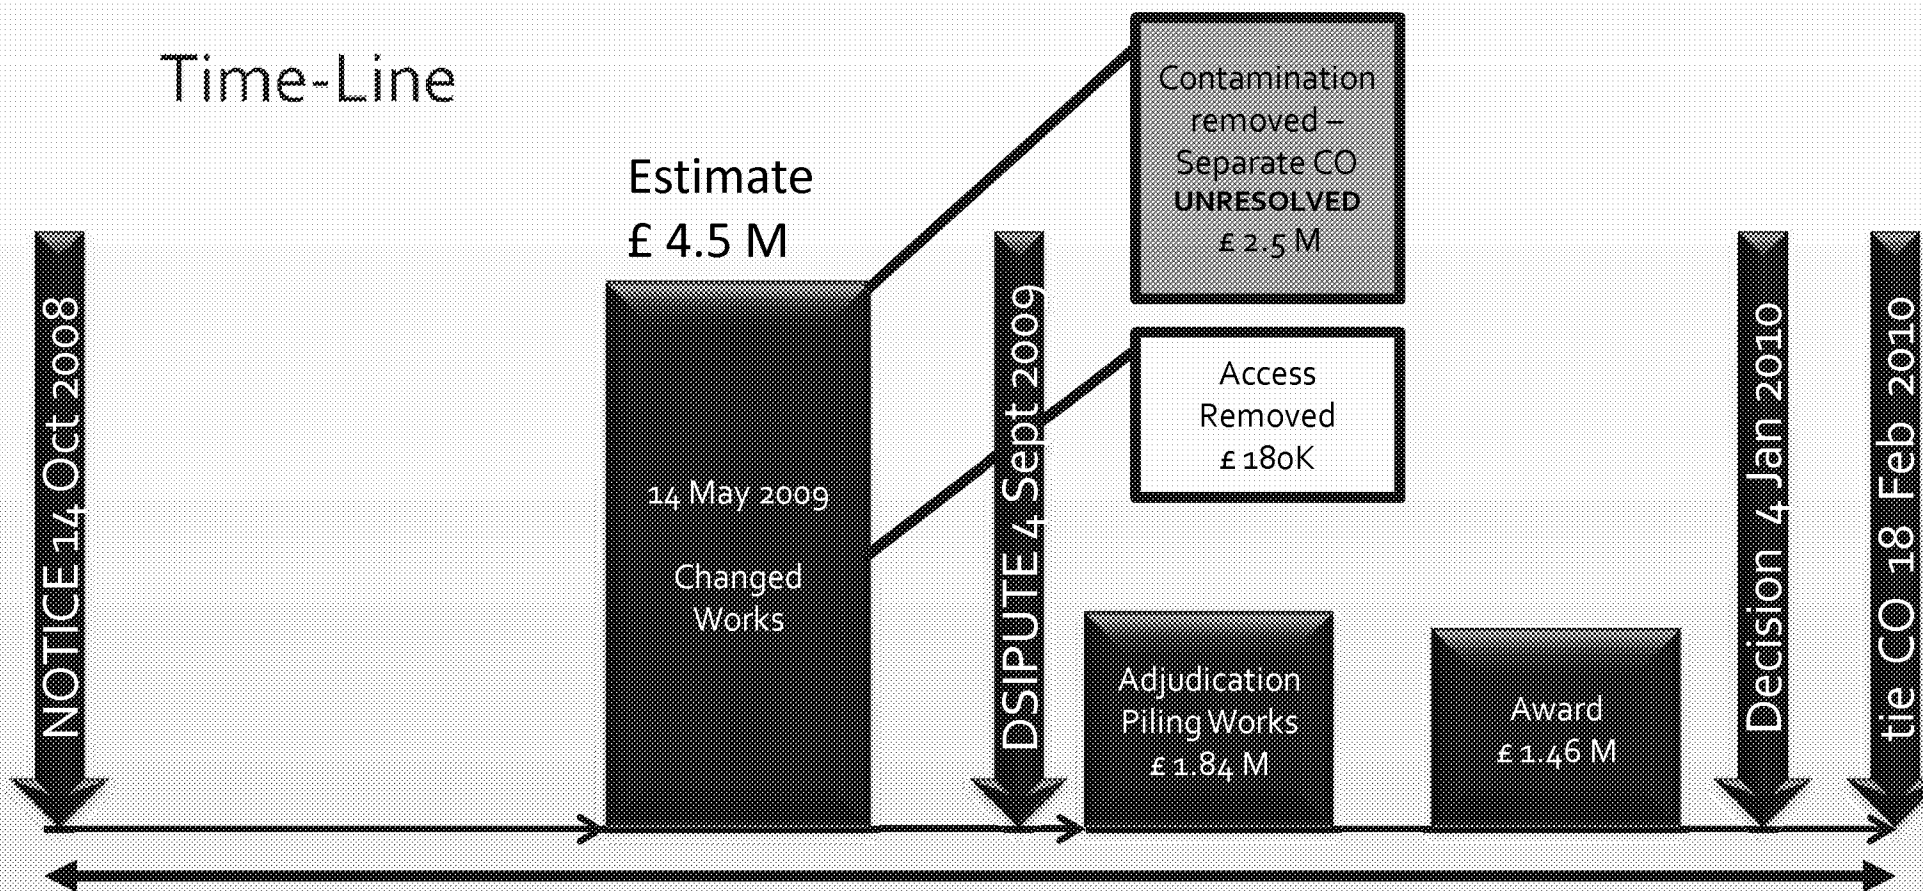 Time-Line
NOTICE 14 Oct 2008
Estimate
£ 4.5 M
14 May 2009
Changed
Works
DSIPUTE 4 Sept 2009
Contamination
removed –
Separate CO
UNRESOLVED
£ 2.5 M
Access
Removed
£ 180K
Adjudication
Piling Works
£ 1.84 M
Award
£ 1.46 M
Decision 4 Jan 2010
tie CO 18 Feb 2010